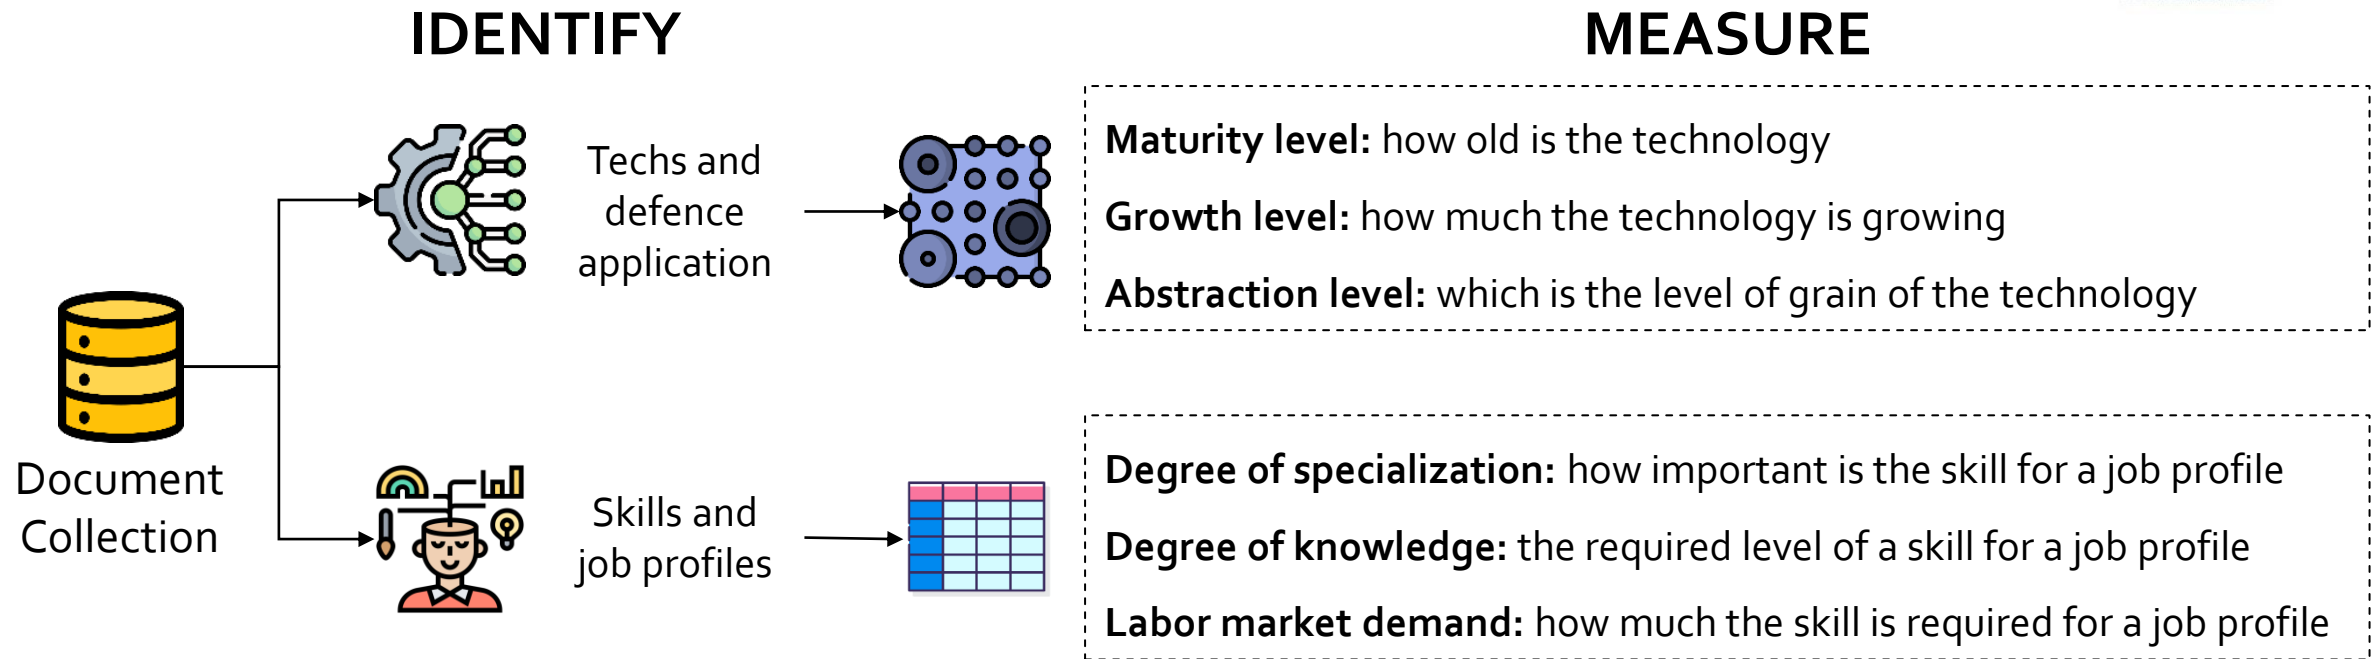 IDENTIFY
MEASURE
Techs and
defence
application
Maturity level: how old is the technology
Growth level: how much the technology is growing
Abstraction level: which is the level of grain of the technology
Document
Collection
Skills and
job profiles
Degree of specialization: how important is the skill for a job profile
Degree of knowledge: the required level of a skill for a job profile
Labor market demand: how much the skill is required for a job profile